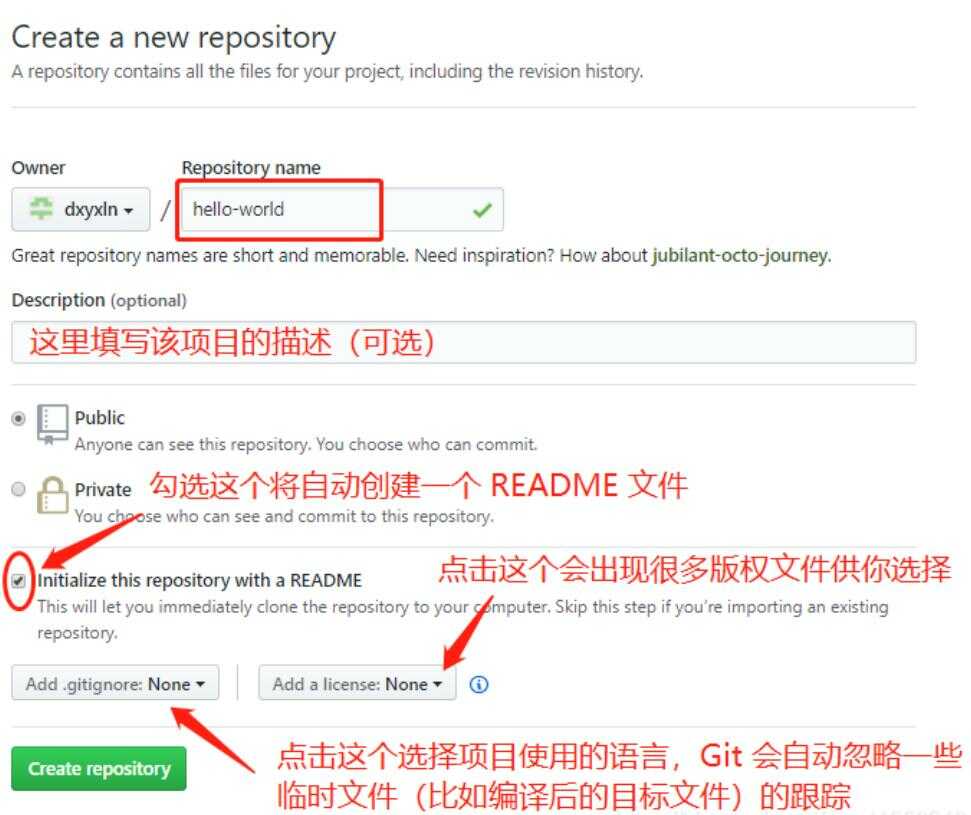 Create a new repository
A repository contains all the files for your project, including the revision history.
Owner
Repository name
dxyxln
/
hello-world
Great repository names are short and memorable. Need inspiration? How about jubilant-octo-journey.
Description (optional)
这里填写该项目的描述（可选）
Public
Anyone can see this repository. You choose who can commit.
Private
勾选这个将自动创建一个 README 文件
You choose who can see and commit to this repository.
点击这个会出现很多版权文件供你选择
Initialize this repository with a README
This will let you immediately clone the repository to your computer. Skip this step if you're importing an existing
repository.
Add .gitignore: None
Add a license: None
点击这个选择项目使用的语言，Git 会自动忽略一些
临时文件（比如编译后的目标文件）的跟踪
Create repository